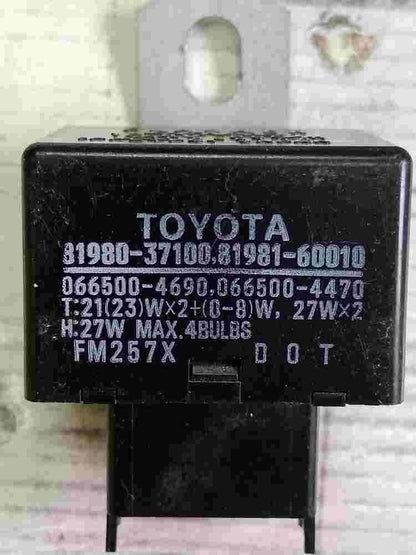 TOYOTA
81980-37100,81981-60010
066500-4690,066500-4470
T:21(23)W×2+(0-8)W, 27W×2
H:27W MAX.4BULBS
FM257X DOT